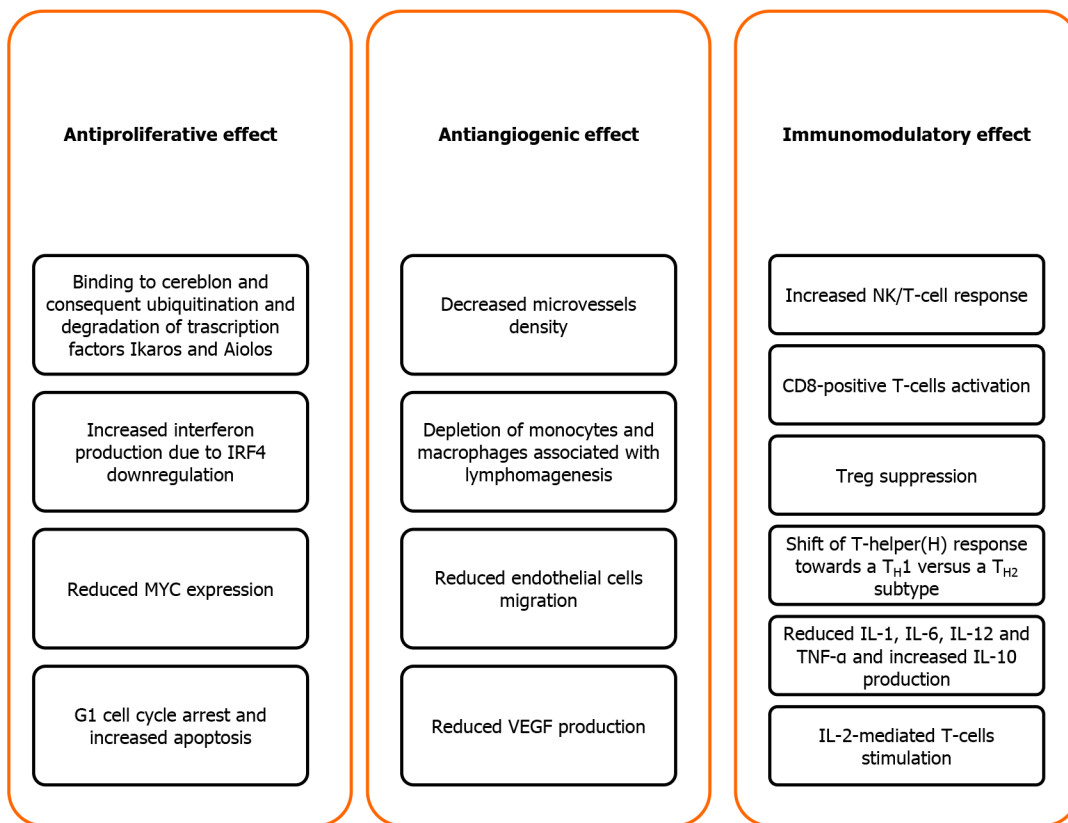 Antiproliferative effect
Binding to cereblon and
consequent ubiquitination and
degradation of trascription
factors Ikaros and Aiolos
Increased interferon
production due to IRF4
downregulation
Reduced MYC expression
G1 cell cycle arrest and
increased apoptosis
Antiangiogenic effect
Decreased microvessels
density
Depletion of monocytes and
macrophages associated with
lymphomagenesis
Reduced endothelial cells
migration
Reduced VEGF production
Immunomodulatory effect
Increased NK/T-cell response
CD8-positive T-cells activation
Treg suppression
Shift of T-helper(H) response
towards a TH1 versus a TH2
subtype
Reduced IL-1, IL-6, IL-12 and
TNF-α and increased IL-10
production
IL-2-mediated T-cells
stimulation